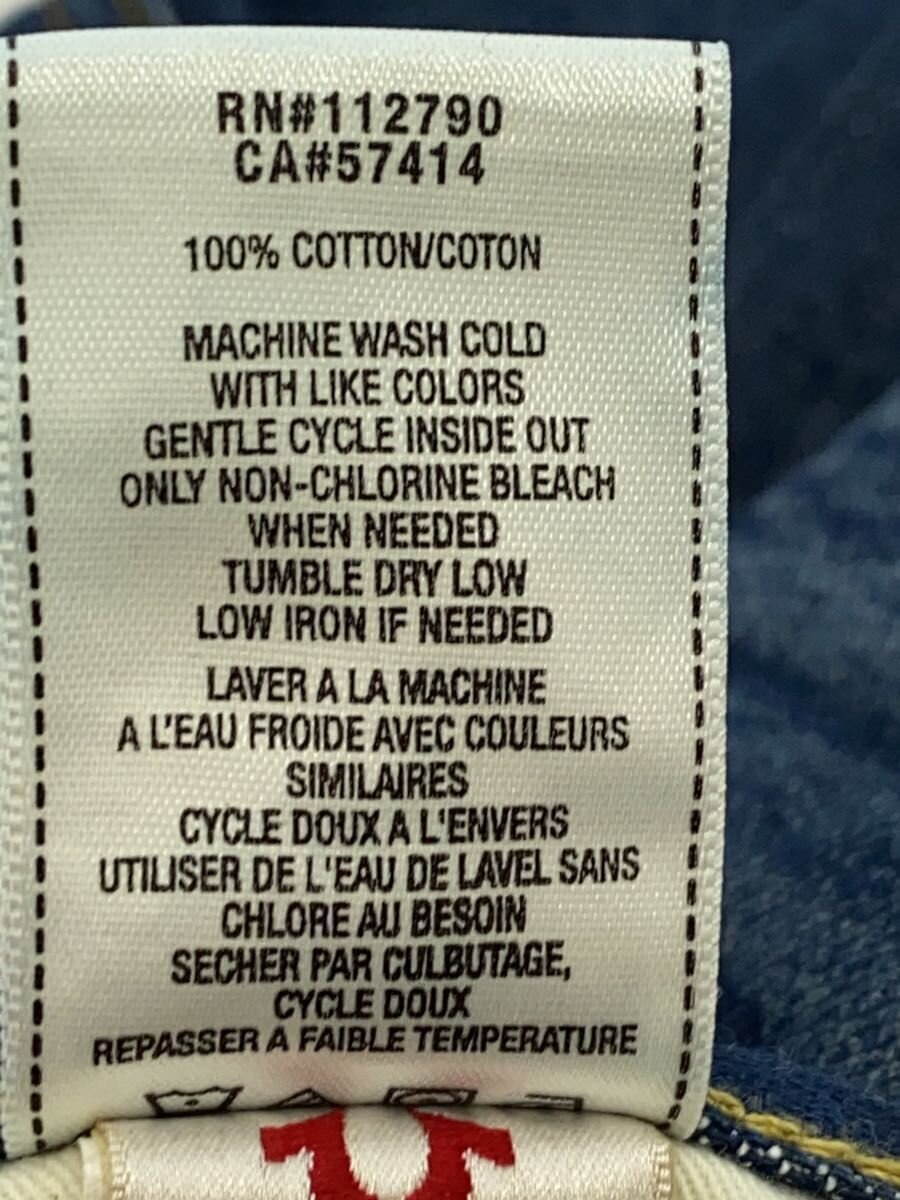 RN#112790
CA#57414
100% COTTON/COTON
MACHINE WASH COLD
WITH LIKE COLORS
GENTLE CYCLE INSIDE OUT
ONLY NON-CHLORINE BLEACH
WHEN NEEDED
TUMBLE DRY LOW
LOW IRON IF NEEDED
LAVER A LA MACHINE
A L'EAU FROIDE AVEC COULEURS
SIMILAIRES
CYCLE DOUX A L'ENVERS
UTILISER DE L'EAU DE LAVEL SANS
CHLORE AU BESOIN
SECHER PAR CULBUTAGE,
CYCLE DOUX
REPASSER A FAIBLE TEMPERATURE